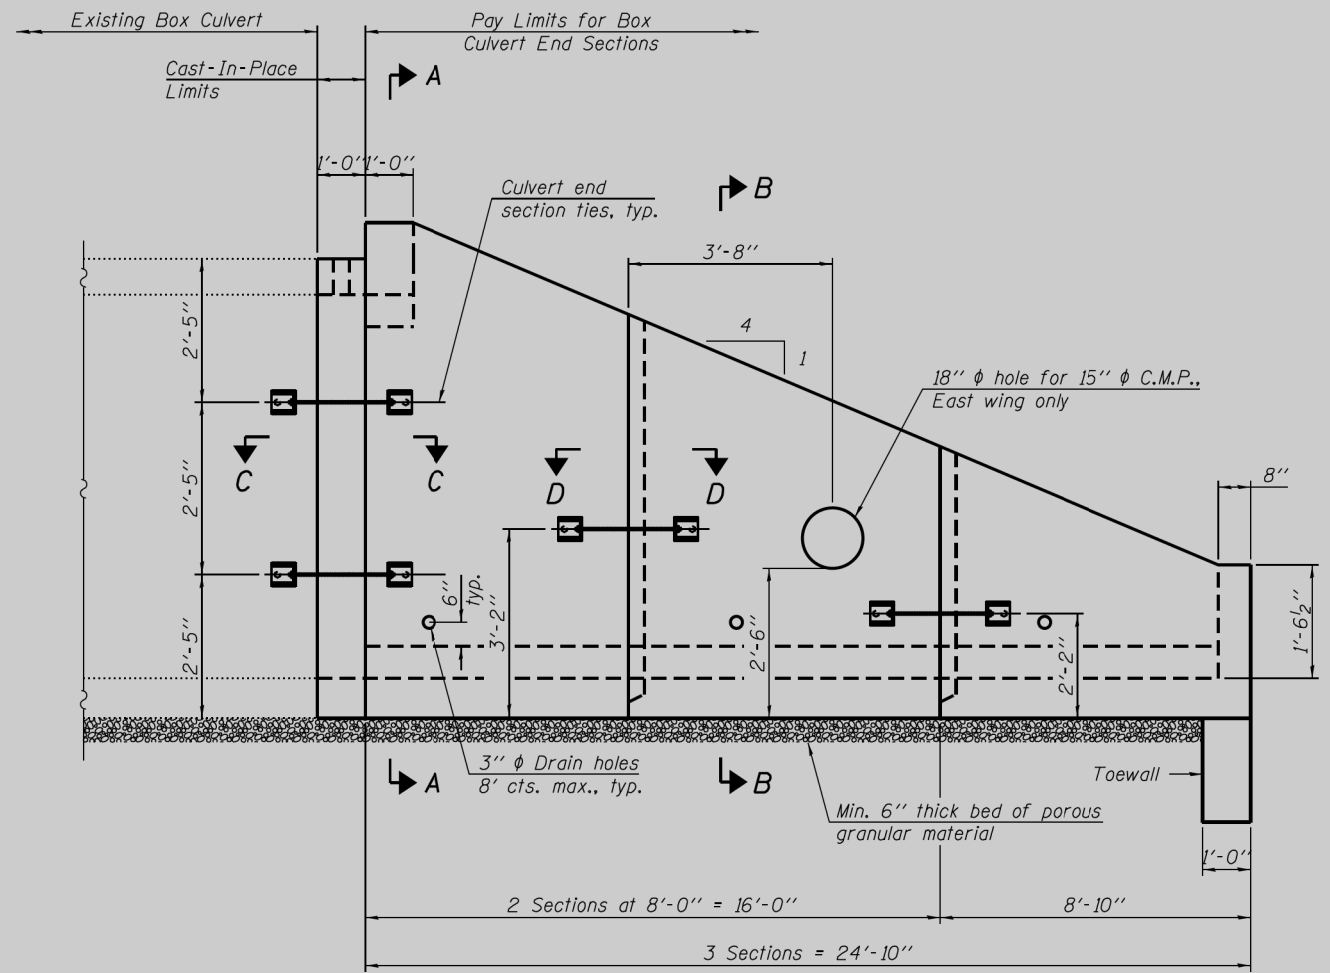 Existing Box Culvert
Pay Limits for Box
Culvert End Sections
Cast-In-Place
Limits
A
1'-0"
1'-0"
Culvert end
section ties, typ.
B
3'-8"
4
1
2'-5"
18" ϕ hole for 15" ϕ C.M.P.,
East wing only
8"
C
C
D
D
2'-5"
6"
typ.
3'-2"
2'-5"
2'-6"
2'-2"
1'-6½"
3" ϕ Drain holes
8' cts. max., typ.
A
B
Toewall
Min. 6" thick bed of porous
granular material
1'-0"
2 Sections at 8'-0" = 16'-0"
8'-10"
3 Sections = 24'-10"